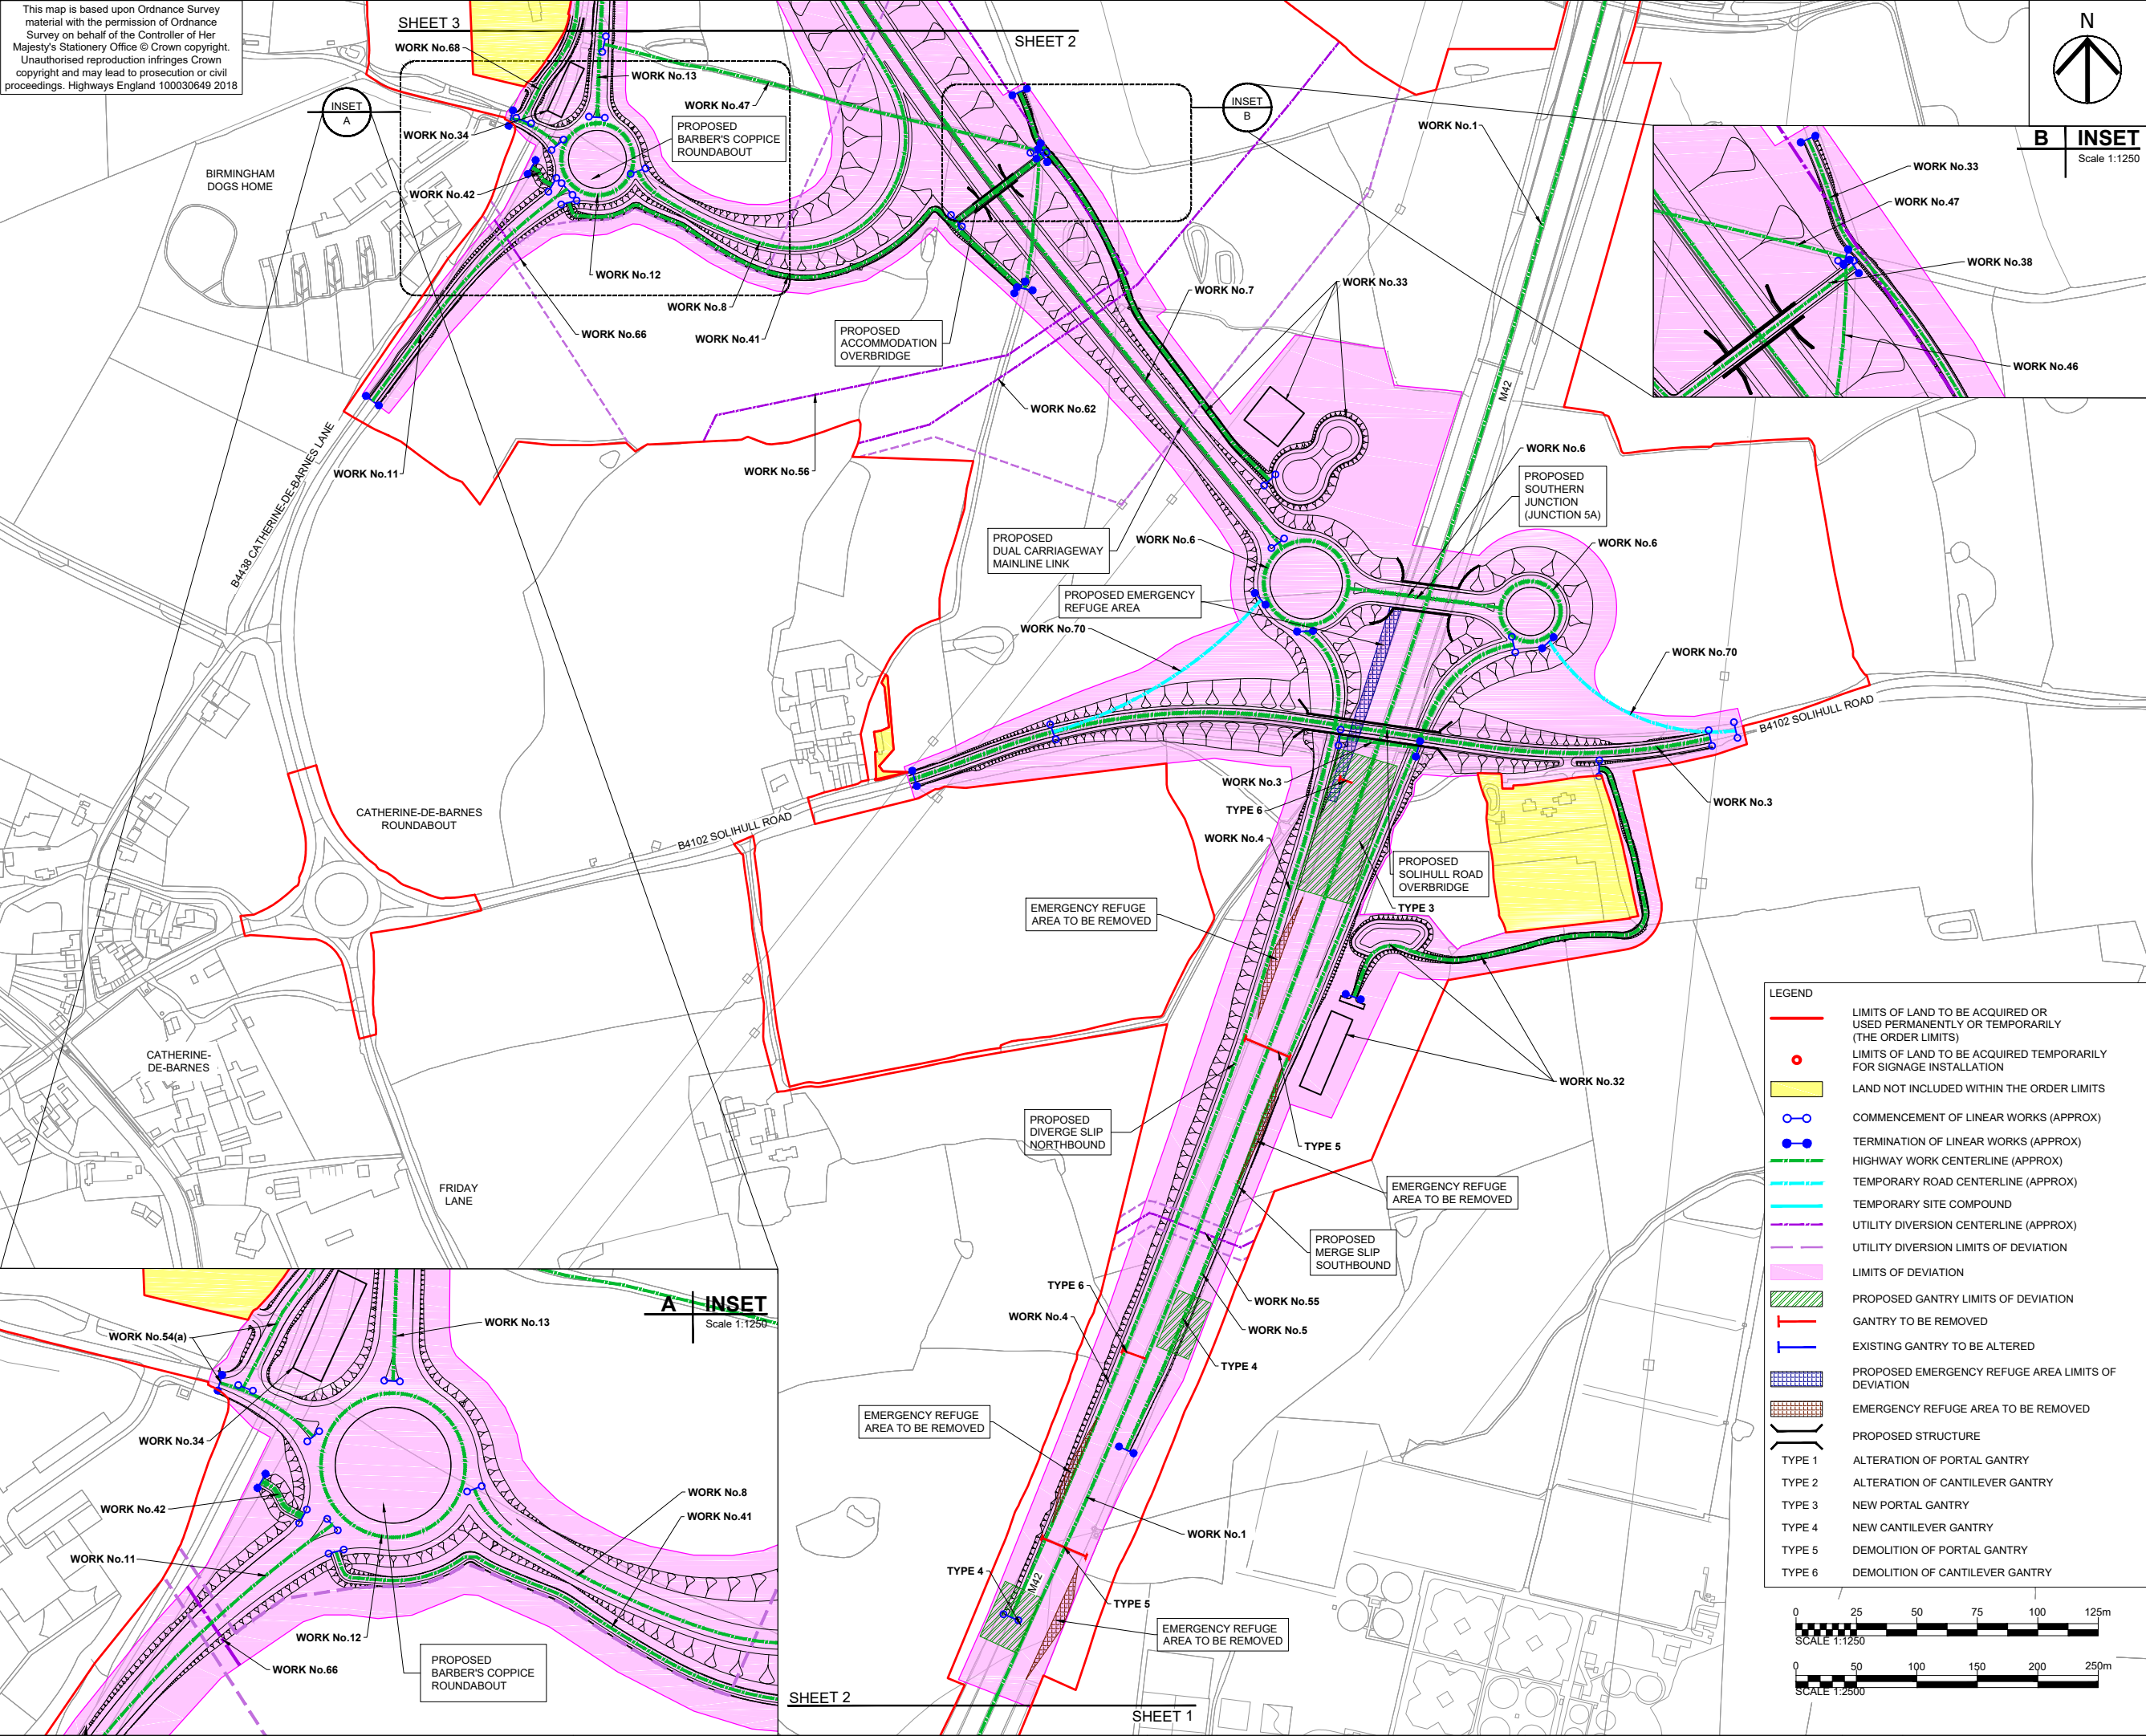 This map is based upon Ordnance Survey
material with the permission of Ordnance
Survey on behalf of the Controller of Her
Majesty's Stationery Office © Crown copyright.
Unauthorised reproduction infringes Crown
copyright and may lead to prosecution or civil
proceedings. Highways England 100030649 2018
SHEET 3
SHEET 2
N
WORK No.68
WORK No.13
WORK No.47
INSET
A
WORK No.34
PROPOSED
BARBER'S COPPICE
ROUNDABOUT
INSET
B
WORK No.1
B INSET
Scale 1:1250
WORK No.33
WORK No.47
WORK No.38
WORK No.46
BIRMINGHAM
DOGS HOME
WORK No.42
WORK No.12
WORK No.8
WORK No.66
WORK No.41
PROPOSED
ACCOMMODATION
OVERBRIDGE
WORK No.7
WORK No.33
M42
WORK No.62
WORK No.56
WORK No.11
B4438 CATHERINE-DE-BARNES LANE
WORK No.6
PROPOSED
SOUTHERN
JUNCTION
(JUNCTION 5A)
PROPOSED
DUAL CARRIAGEWAY
MAINLINE LINK
WORK No.6
WORK No.6
PROPOSED EMERGENCY
REFUGE AREA
WORK No.70
WORK No.70
B4102 SOLIHULL ROAD
WORK No.3
WORK No.3
TYPE 6
WORK No.4
CATHERINE-DE-BARNES
ROUNDABOUT
B4102 SOLIHULL ROAD
PROPOSED
SOLIHULL ROAD
OVERBRIDGE
TYPE 3
EMERGENCY REFUGE
AREA TO BE REMOVED
CATHERINE-
DE-BARNES
WORK No.32
PROPOSED
DIVERGE SLIP
NORTHBOUND
TYPE 5
FRIDAY
LANE
EMERGENCY REFUGE
AREA TO BE REMOVED
PROPOSED
MERGE SLIP
SOUTHBOUND
TYPE 6
WORK No.55
WORK No.4
WORK No.5
TYPE 4
EMERGENCY REFUGE
AREA TO BE REMOVED
WORK No.1
TYPE 4
M42
TYPE 5
EMERGENCY REFUGE
AREA TO BE REMOVED
SHEET 2
SHEET 1
A INSET
Scale 1:1250
WORK No.54(a)
WORK No.13
WORK No.34
WORK No.42
WORK No.8
WORK No.41
WORK No.11
WORK No.12
WORK No.66
PROPOSED
BARBER'S COPPICE
ROUNDABOUT
LEGEND
LIMITS OF LAND TO BE ACQUIRED OR
USED PERMANENTLY OR TEMPORARILY
(THE ORDER LIMITS)
LIMITS OF LAND TO BE ACQUIRED TEMPORARILY
FOR SIGNAGE INSTALLATION
LAND NOT INCLUDED WITHIN THE ORDER LIMITS
COMMENCEMENT OF LINEAR WORKS (APPROX)
TERMINATION OF LINEAR WORKS (APPROX)
HIGHWAY WORK CENTERLINE (APPROX)
TEMPORARY ROAD CENTERLINE (APPROX)
TEMPORARY SITE COMPOUND
UTILITY DIVERSION CENTERLINE (APPROX)
UTILITY DIVERSION LIMITS OF DEVIATION
LIMITS OF DEVIATION
PROPOSED GANTRY LIMITS OF DEVIATION
GANTRY TO BE REMOVED
EXISTING GANTRY TO BE ALTERED
PROPOSED EMERGENCY REFUGE AREA LIMITS OF
DEVIATION
EMERGENCY REFUGE AREA TO BE REMOVED
PROPOSED STRUCTURE
TYPE 1 ALTERATION OF PORTAL GANTRY
TYPE 2 ALTERATION OF CANTILEVER GANTRY
TYPE 3 NEW PORTAL GANTRY
TYPE 4 NEW CANTILEVER GANTRY
TYPE 5 DEMOLITION OF PORTAL GANTRY
TYPE 6 DEMOLITION OF CANTILEVER GANTRY
0 25 50 75 100 125m
SCALE 1:1250
0 50 100 150 200 250m
SCALE 1:2500